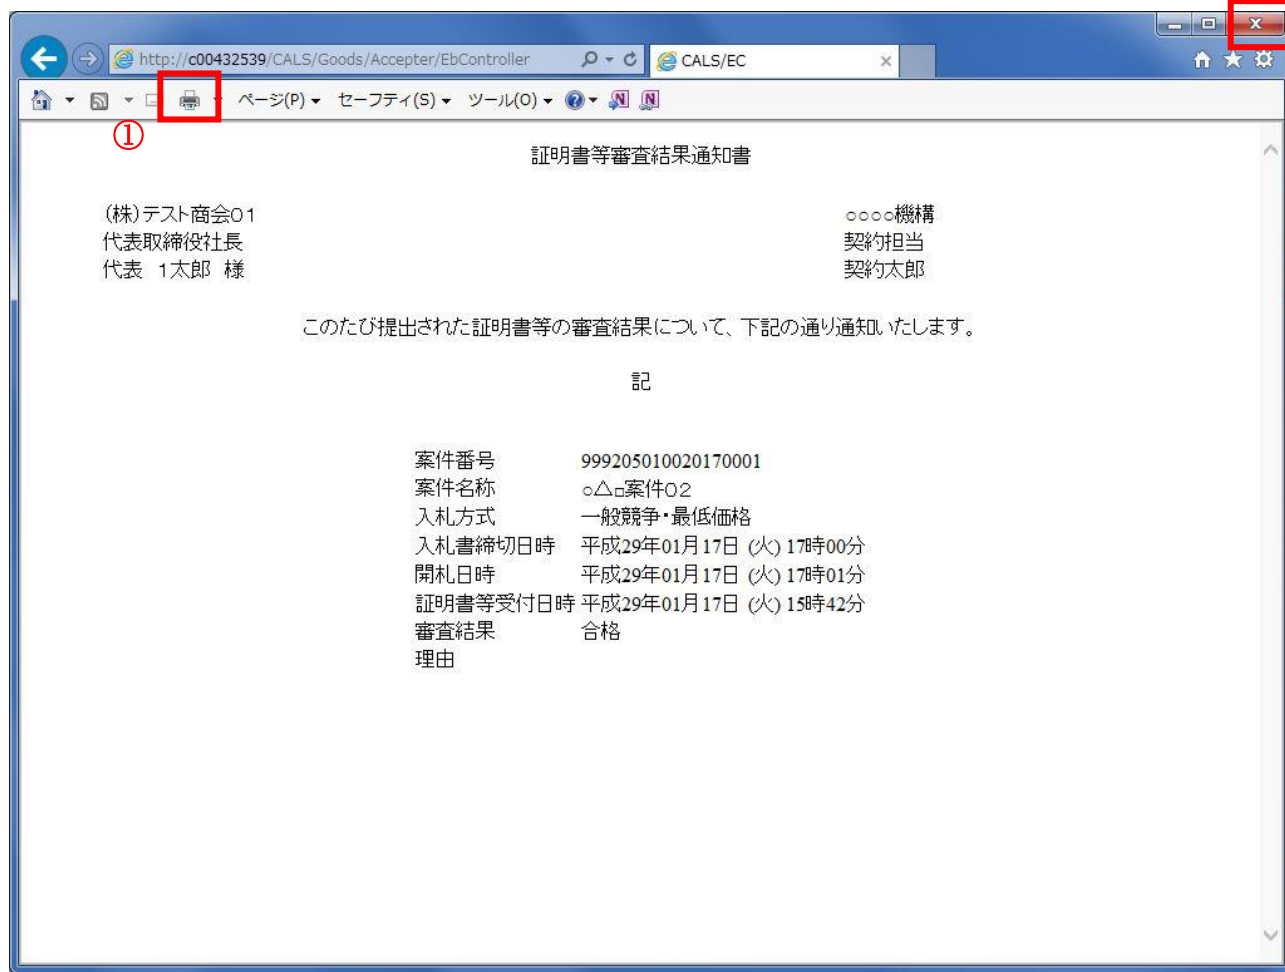 http://c00432539/CALS/Goods/Accepter/EbController
CALS/EC
ページ(P) セーフティ(S) ツール(O)
①
証明書等審査結果通知書
(株)テスト商会01 ○○○○機構
代表取締役社長 契約担当
代表 1太郎 様 契約太郎
このたび提出された証明書等の審査結果について、下記の通り通知いたします。
記
案件番号 999205010020170001
案件名称 ○△□案件02
入札方式 一般競争・最低価格
入札書締切日時 平成29年01月17日 (火) 17時00分
開札日時 平成29年01月17日 (火) 17時01分
証明書等受付日時 平成29年01月17日 (火) 15時42分
審査結果 合格
理由